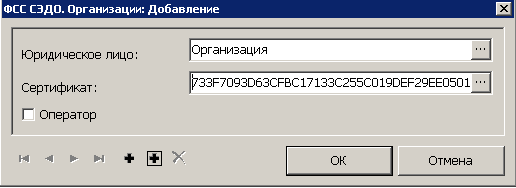 ФСС СЭДО. Организации: Добавление
Юридическое лицо: Организация ...
Сертификат: 733F7093D63CFBC17133C255C019DEF29EE0501 ...
Оператор
ОК Отмена